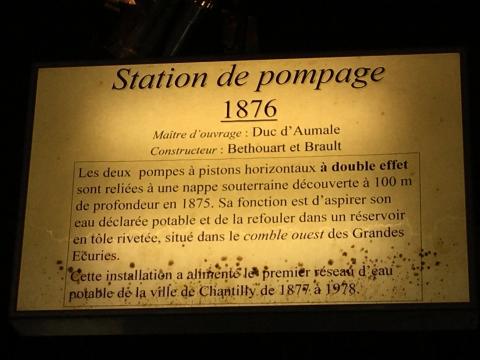 Station de pompage
1876
Maître d'ouvrage : Duc d'Aumale
Constructeur : Bethouart et Brault
Les deux pompes à pistons horizontaux à double effet
sont reliées à une nappe souterraine découverte à 100 m
de profondeur en 1875. Sa fonction est d'aspirer son
eau déclarée potable et de la refouler dans un réservoir
en tôle rivetée, situé dans le comble ouest des Grandes
Ecuries.
Cette installation a alimenté le premier réseau d'eau
potable de la ville de Chantilly de 1877 à 1978.